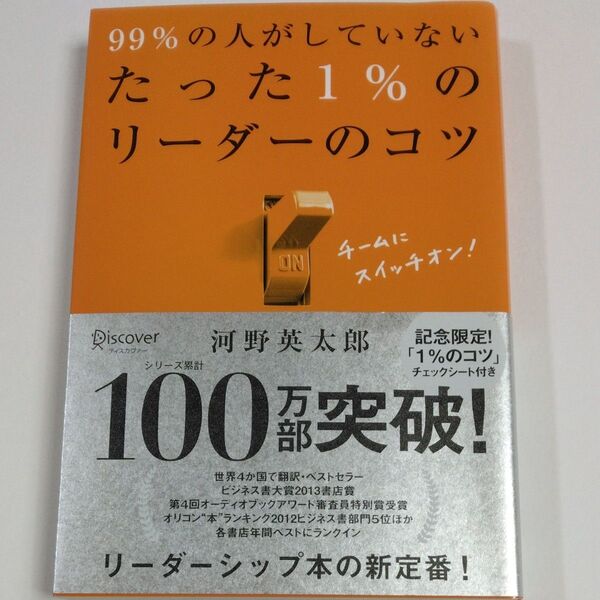 99％の人がしていない
たった1％の
リーダーのコツ
ON
チームに
スイッチオン！
Discover
ディスカヴァー
河野英太郎
記念限定！
「1％のコツ」
チェックシート付き
シリーズ累計
100万部突破！
世界4か国で翻訳・ベストセラー
ビジネス書大賞2013書店賞
第4回オーディオブックアワード審査員特別賞受賞
オリコン“本”ランキング2012ビジネス書部門5位ほか
各書店年間ベストにランクイン
リーダーシップ本の新定番！